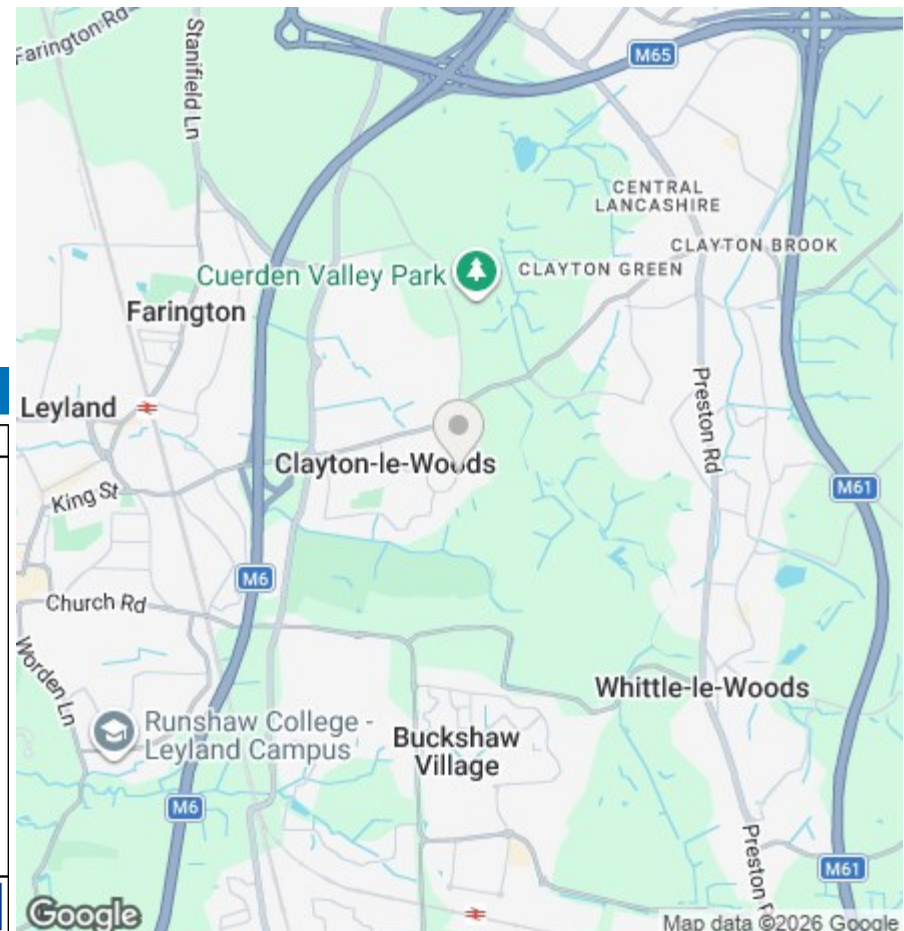 Farington Rd
Stanifield Ln
M65
CENTRAL
LANCASHIRE
CLAYTON BROOK
CLAYTON GREEN
Cuerden Valley Park
Farington
Leyland
Preston Rd
Clayton-le-Woods
King St
M61
M6
Church Rd
Worden Ln
Whittle-le-Woods
Runshaw College -
Leyland Campus
Buckshaw
Village
M6
Preston
M61
Google
Map data ©2026 Google